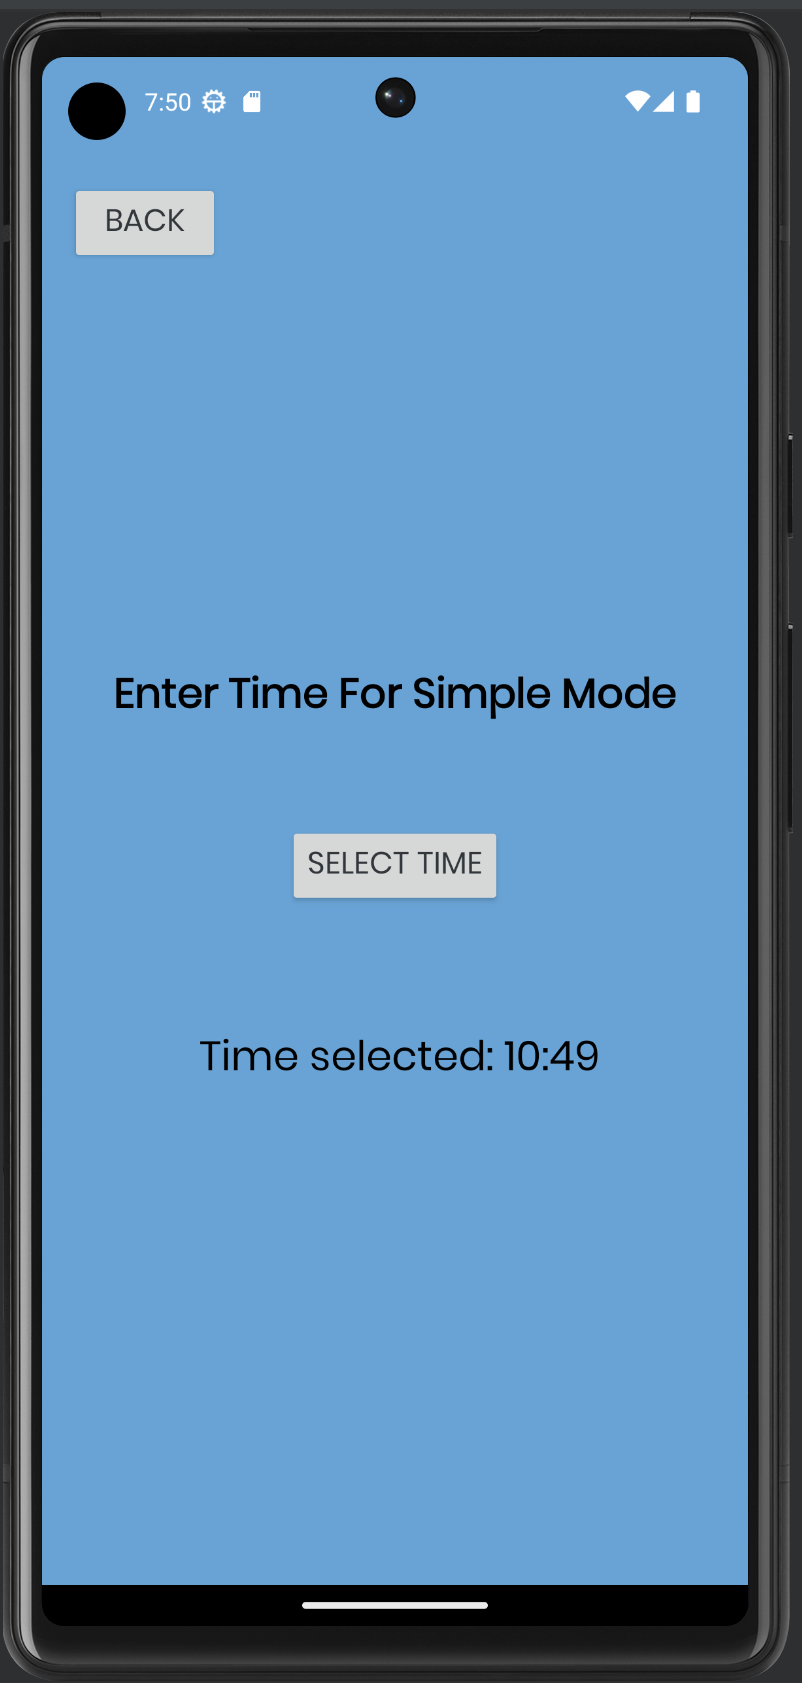 7:50
BACK
Enter Time For Simple Mode
SELECT TIME
Time selected: 10:49